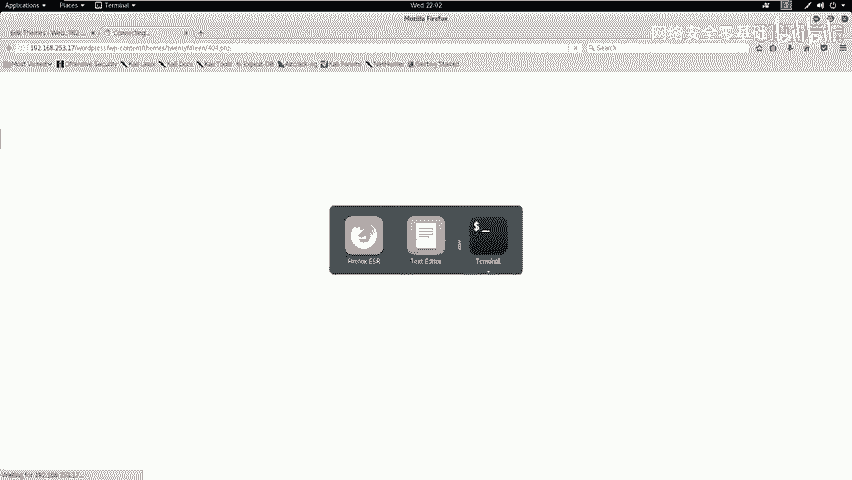 Applications ▾ Places ▾ Terminal ▾ Wed 22:02
Mozilla Firefox
网络安全零基础
Edit Themes
192.168.253.17/wordpress/wp-content/themes/twentyfifteen/404.php
Search
Most Visited Offensive Security Kali Linux Kali Docs Kali Tools Exploit-DB Aircrack-ng Kali Forums NetHunter Getting Started
Firefox ESR Text Editor Terminal
Waiting for 192.168.253.17...